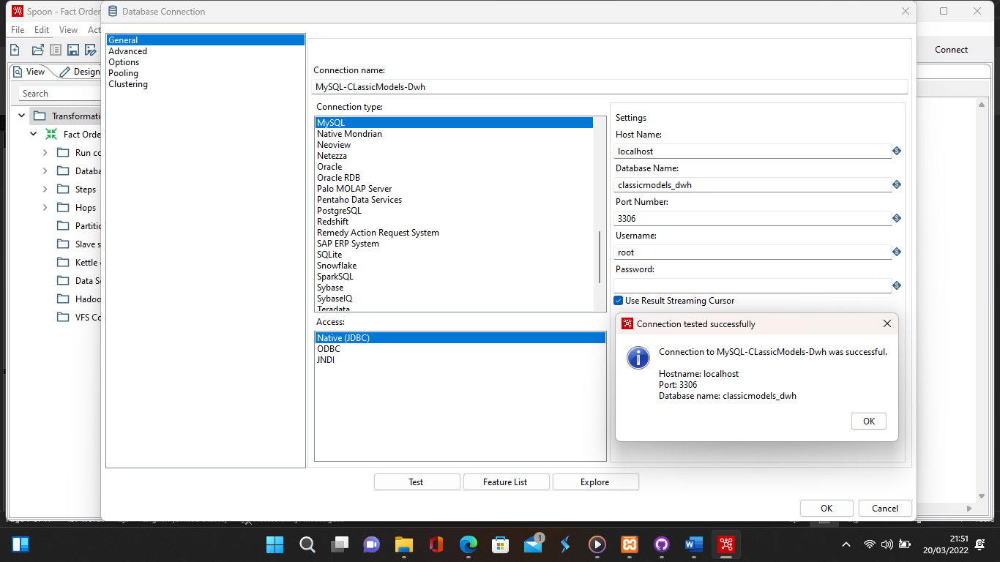 Spoon - Fact Order
Database Connection
File Edit View Act
Connect
View Design
Search
Transformati
Fact Orde
Run co
Databa
Steps
Hops
Partitio
Slave s
Kettle
Data Se
Hadoo
VFS Co
General
Advanced
Options
Pooling
Clustering
Connection name:
MySQL-CLassicModels-Dwh
Connection type:
MySQL
Native Mondrian
Neoview
Netezza
Oracle
Oracle RDB
Palo MOLAP Server
Pentaho Data Services
PostgreSQL
Redshift
Remedy Action Request System
SAP ERP System
SQLite
Snowflake
SparkSQL
Sybase
SybaseIQ
Teradata
Access:
Native (JDBC)
ODBC
JNDI
Settings
Host Name:
localhost
Database Name:
classicmodels_dwh
Port Number:
3306
Username:
root
Password:
Use Result Streaming Cursor
Connection tested successfully
Connection to MySQL-CLassicModels-Dwh was successful.
Hostname: localhost
Port: 3306
Database name: classicmodels_dwh
OK
Test Feature List Explore
OK Cancel
1
21:51
20/03/2022